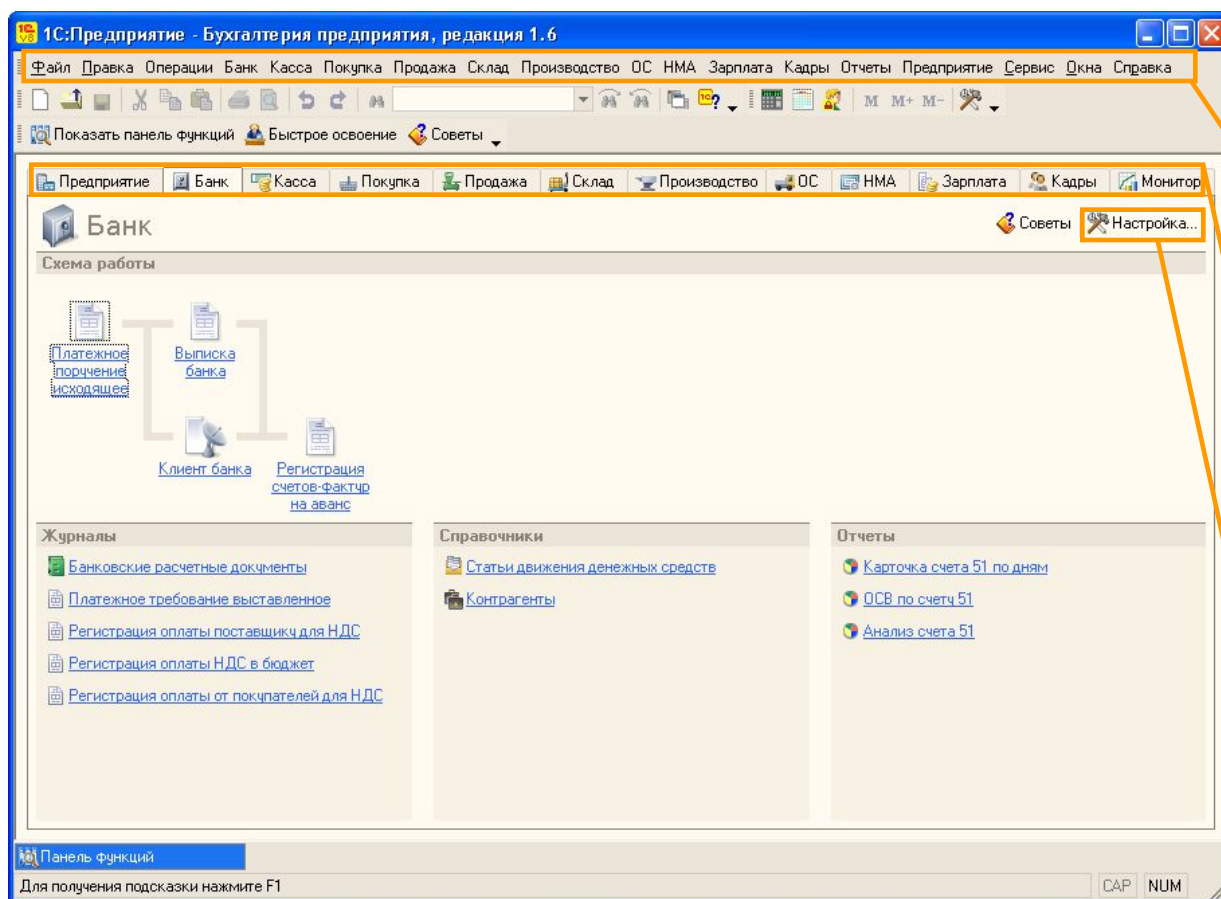 1С:Предприятие - Бухгалтерия предприятия, редакция 1.6
Файл Правка Операции Банк Касса Покупка Продажа Склад Производство ОС НМА Зарплата Кадры Отчеты Предприятие Сервис Окна Справка
M M+ M-
Показать панель функций Быстрое освоение Советы
Предприятие Банк Касса Покупка Продажа Склад Производство ОС НМА Зарплата Кадры Монитор
Банк Советы Настройка...
Схема работы
Платежное
поручение
исходящее
Выписка
банка
Клиент банка
Регистрация
счетов-фактур
на аванс
Журналы
Банковские расчетные документы
Платежное требование выставленное
Регистрация оплаты поставщику для НДС
Регистрация оплаты НДС в бюджет
Регистрация оплаты от покупателей для НДС
Справочники
Статьи движения денежных средств
Контрагенты
Отчеты
Карточка счета 51 по дням
ОСВ по счету 51
Анализ счета 51
Панель функций
Для получения подсказки нажмите F1 CAP NUM